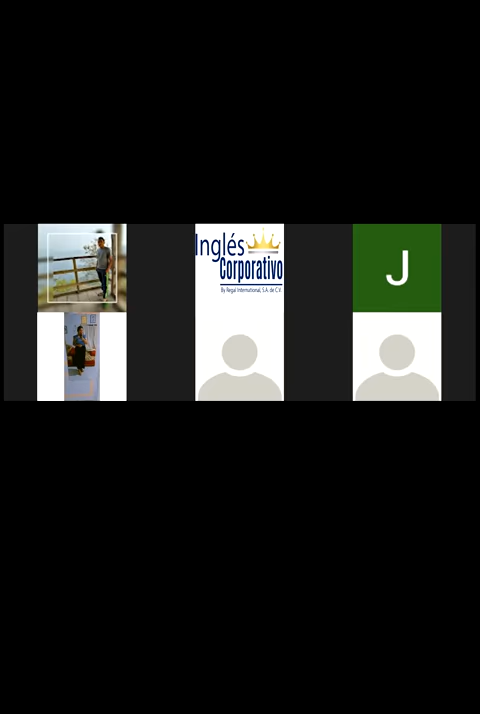 Inglés
Corporativo
By Regal International, S.A. de C.V.
J